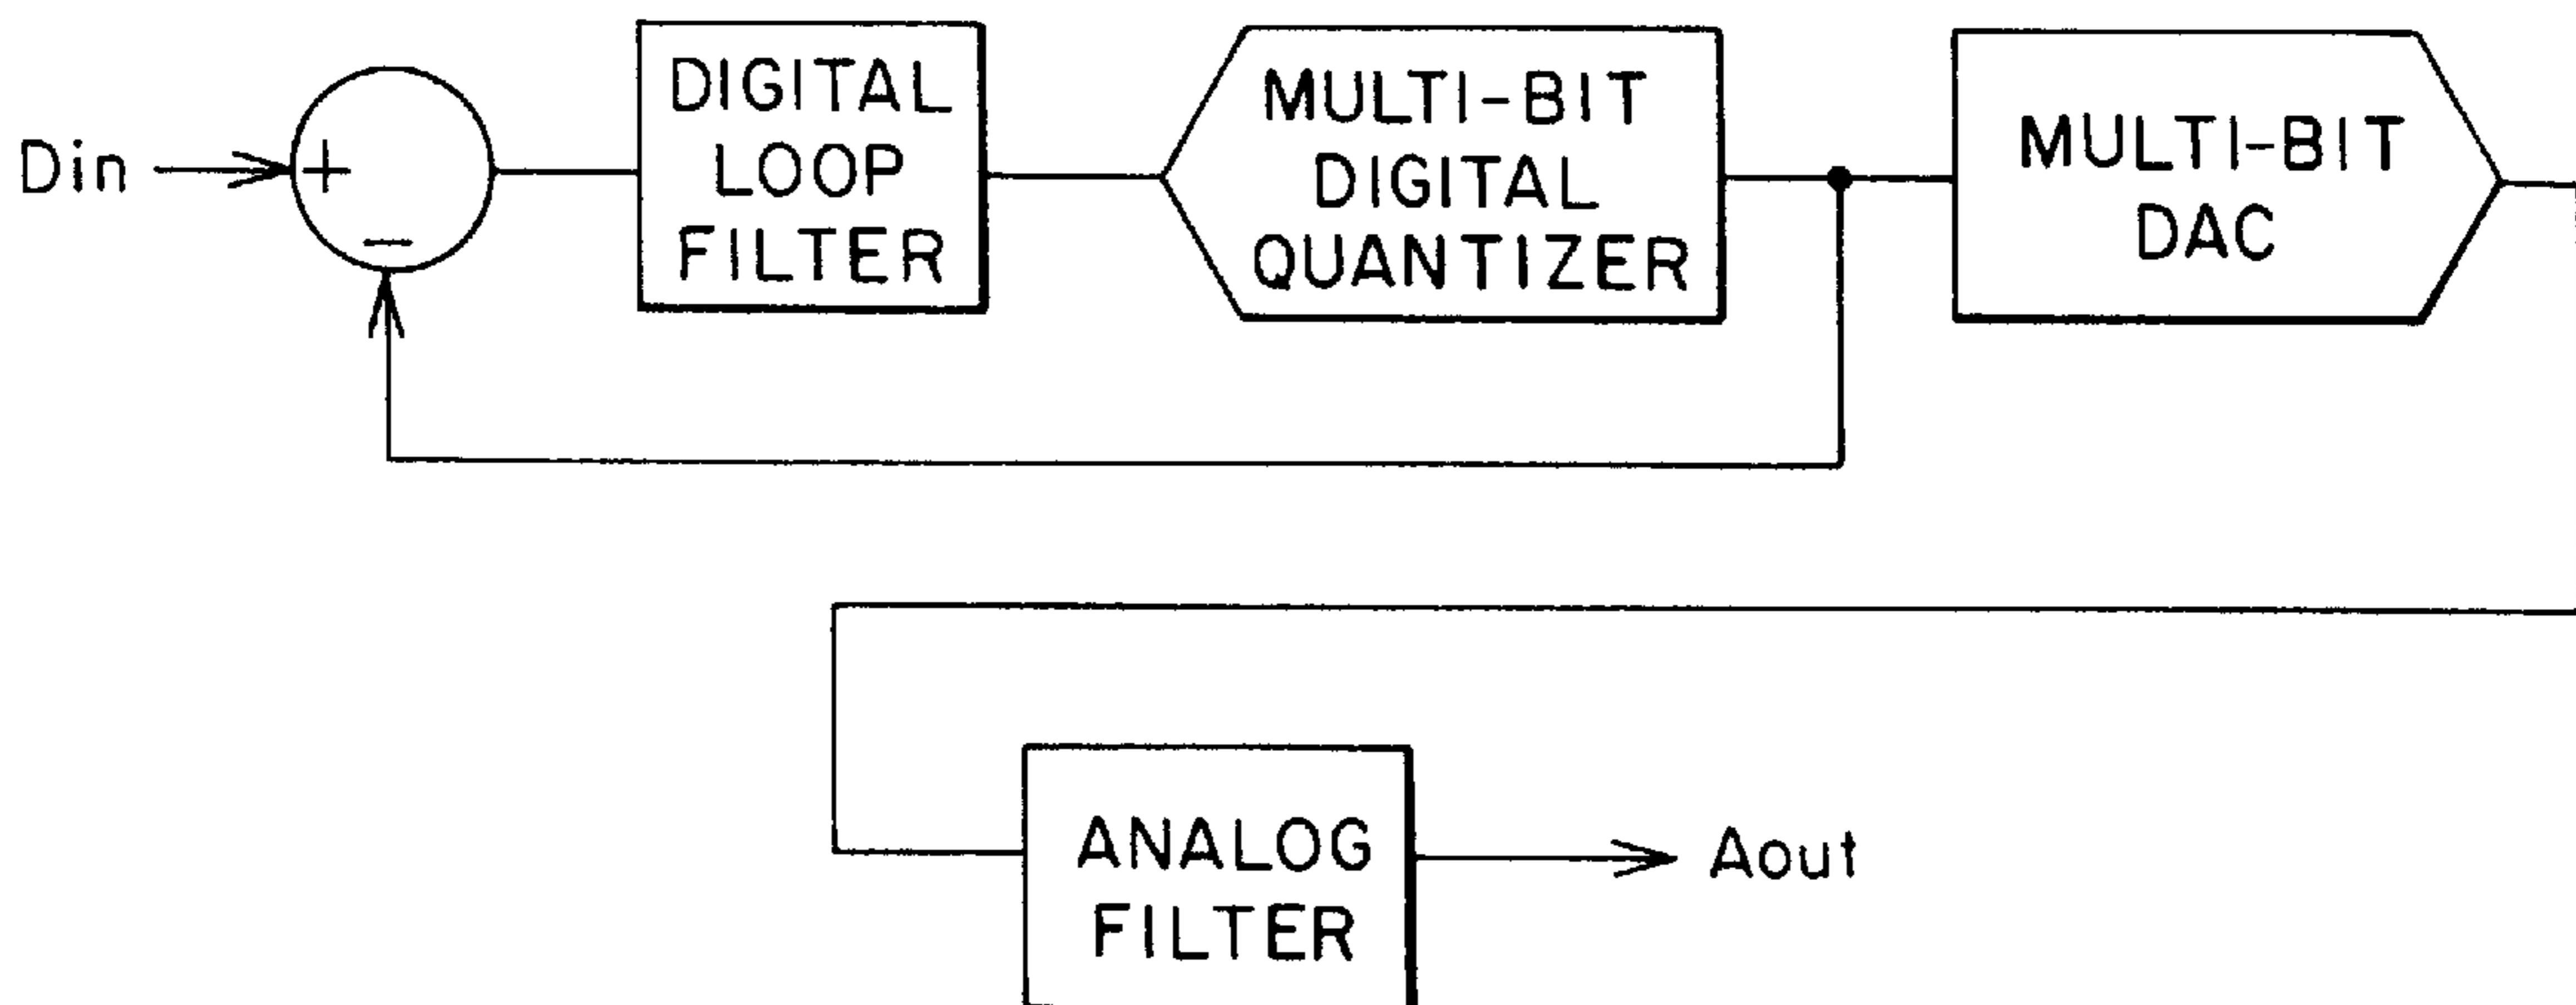 Din
+
−
DIGITAL
LOOP
FILTER
MULTI-BIT
DIGITAL
QUANTIZER
MULTI-BIT
DAC
ANALOG
FILTER
Aout